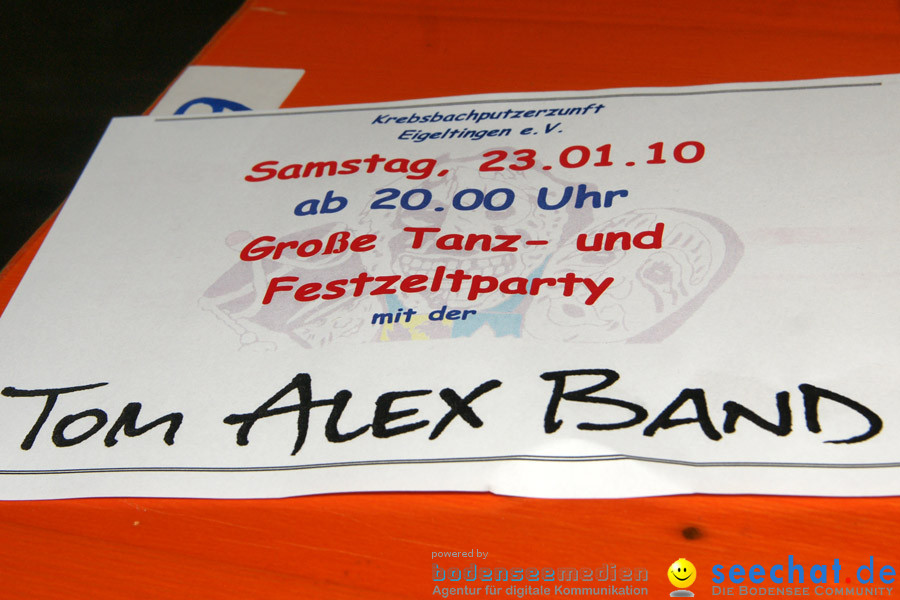 Krebsbachputzerzunft
Eigeltingen e.V.
Samstag, 23.01.10
ab 20.00 Uhr
Große Tanz- und
Festzeltparty
mit der
TOM ALEX BAND
powered by
bodenseemedien
Agentur für digitale Kommunikation
seechat.de
DIE BODENSEE COMMUNITY